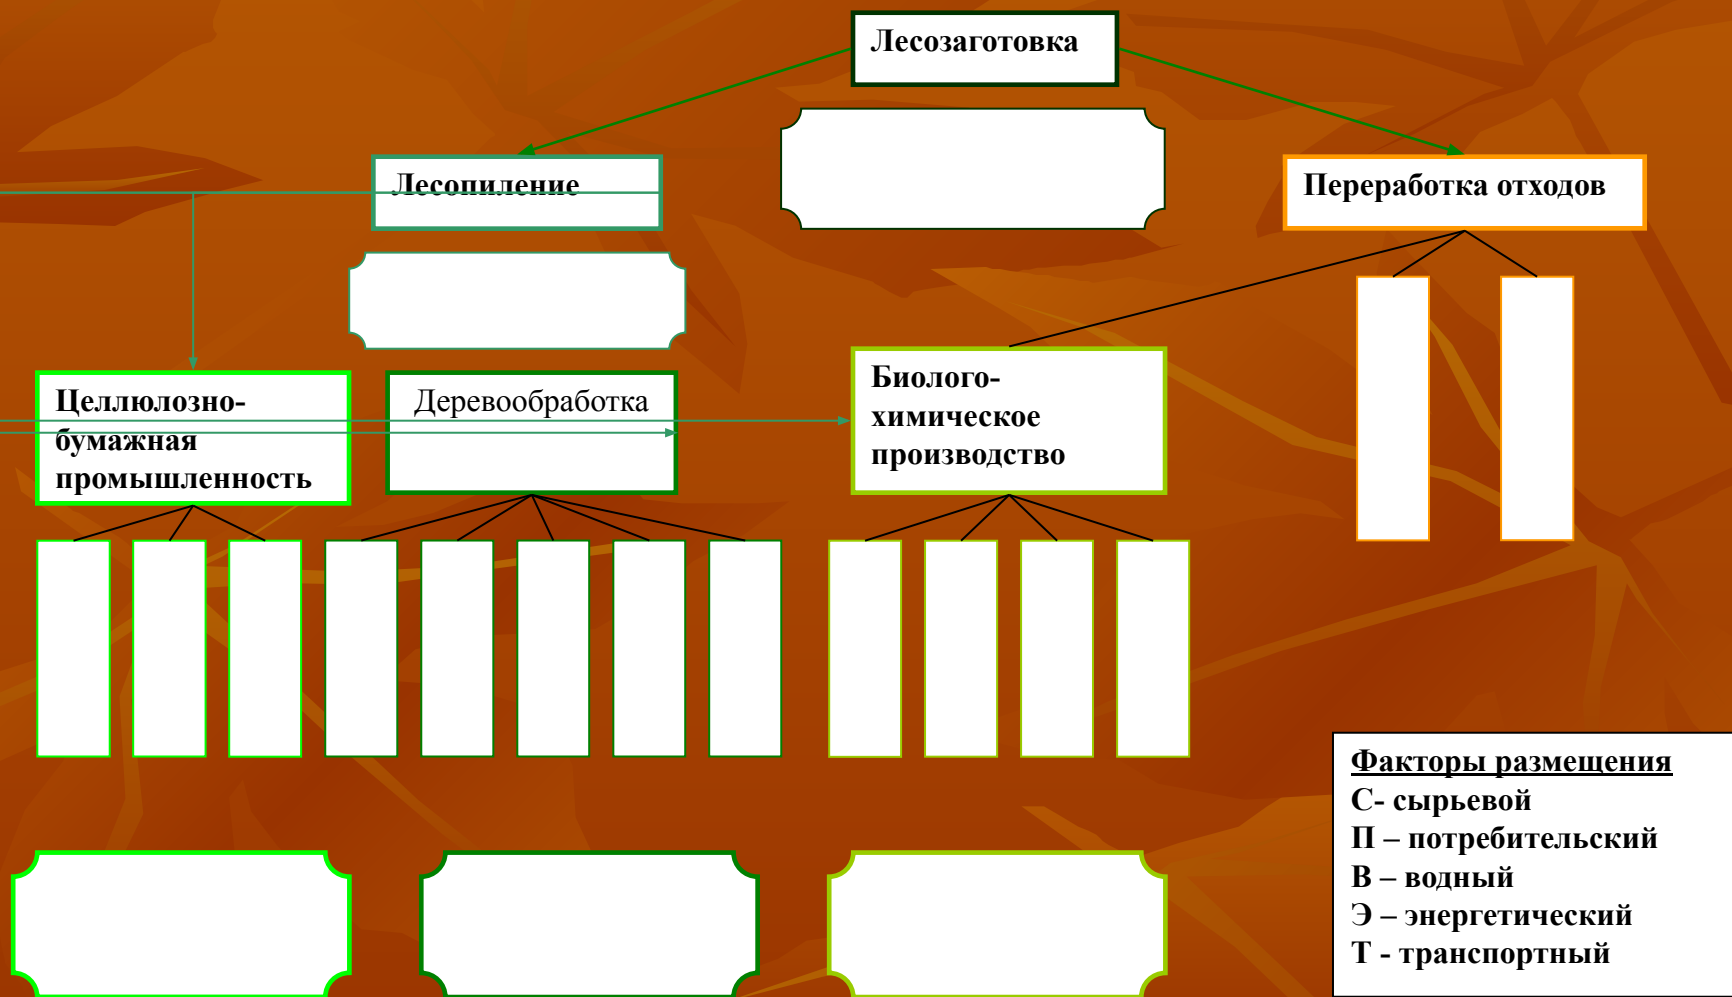 Лесозаготовка
Лесопиление
Переработка отходов
Целлюлозно-
бумажная
промышленность
Деревообработка
Биолого-
химическое
производство
Факторы размещения
С- сырьевой
П – потребительский
В – водный
Э – энергетический
Т - транспортный